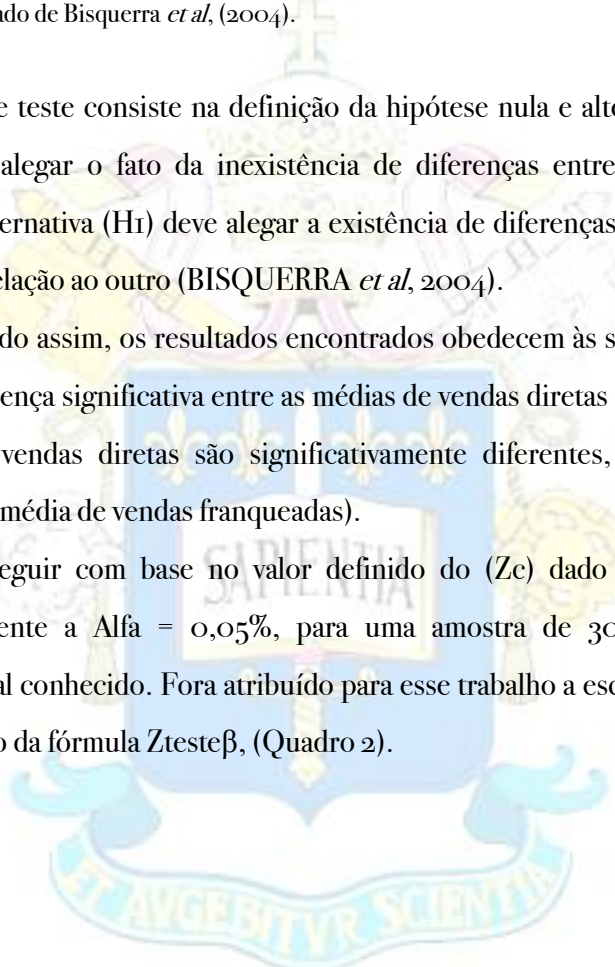 ado de Bisquerra et al, (2004).
e teste consiste na definição da hipótese nula e alte
alegar o fato da inexistência de diferenças entre
ernativa (H1) deve alegar a existência de diferenças
elação ao outro (BISQUERRA et al, 2004).
do assim, os resultados encontrados obedecem às s
ença significativa entre as médias de vendas diretas
vendas diretas são significativamente diferentes,
média de vendas franqueadas).
eguir com base no valor definido do (Zc) dado
ente a Alfa = 0,05%, para uma amostra de 30
al conhecido. Fora atribuído para esse trabalho a esc
o da fórmula Ztesteβ, (Quadro 2).
SAPIENTIA
ET AVGEBITVR SCIENTIA